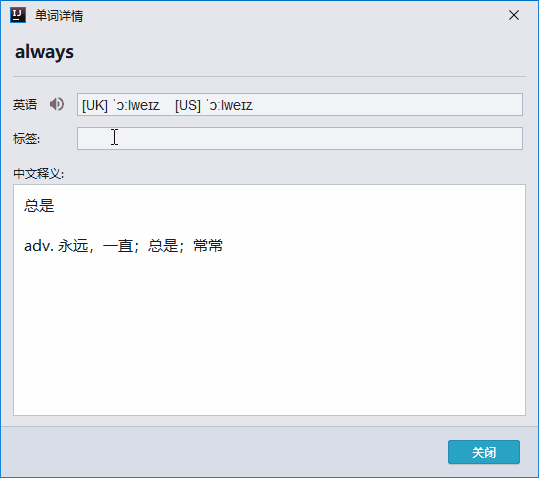 IJ 单词详情
always
英语 [UK] ˈɔːlweɪz [US] ˈɔːlweɪz
标签:
中文释义:
总是
adv. 永远，一直；总是；常常
关闭